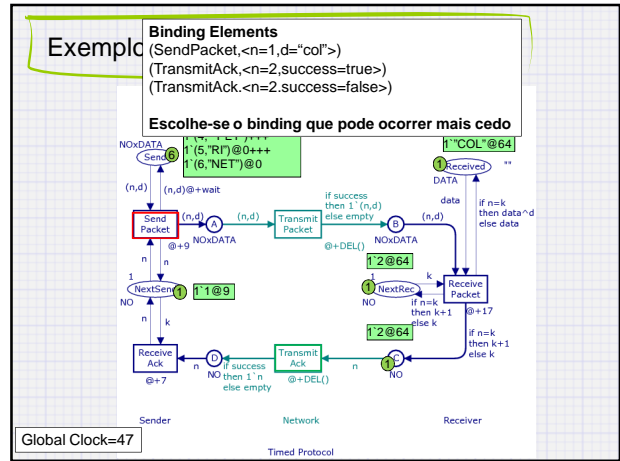 Exemplo
Binding Elements
(SendPacket,<n=1,d="col">)
(TransmitAck,<n=2,success=true>)
(TransmitAck.<n=2.success=false>)
Escolhe-se o binding que pode ocorrer mais cedo
1`(5,"RI")@0+++
1`(6,"NET")@0
1`"COL"@64
NOxDATA
Send
6
1
Received
""
DATA
(n,d)
(n,d)@+wait
if success
then 1`(n,d)
else empty
data
if n=k
then data^d
else data
Send
Packet
(n,d)
A
(n,d)
Transmit
Packet
B
(n,d)
@+9
NOxDATA
@+DEL()
NOxDATA
n
n
1`2@64
1
NextSend
1
1`1@9
NO
1
1
NextRec
k
NO
if n=k
then k+1
else k
Receive
Packet
@+17
n
k
1`2@64
if n=k
then k+1
else k
Receive
Ack
n
D
NO
if success
then 1`n
else empty
Transmit
Ack
n
1
C
NO
@+7
@+DEL()
Sender
Network
Receiver
Global Clock=47
Timed Protocol